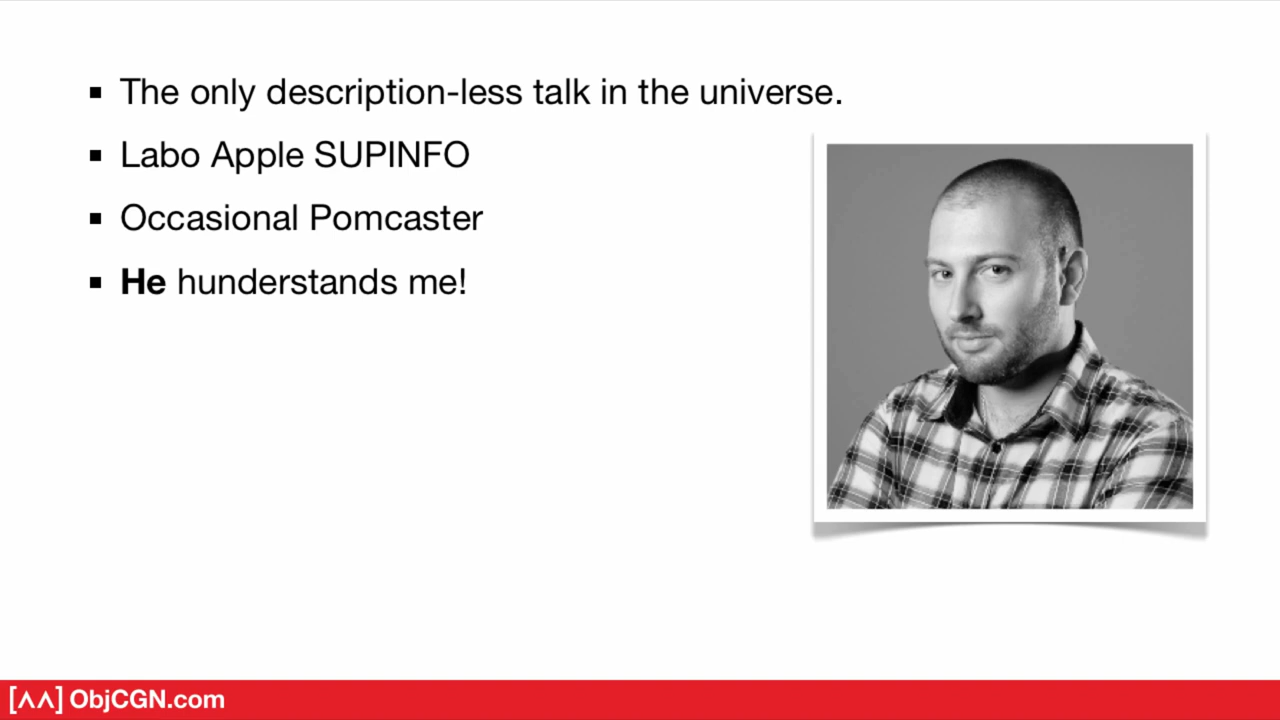 The only description-less talk in the universe.
Labo Apple SUPINFO
Occasional Pomcaster
He hunderstands me!
[ʌʌ] ObjCGN.com